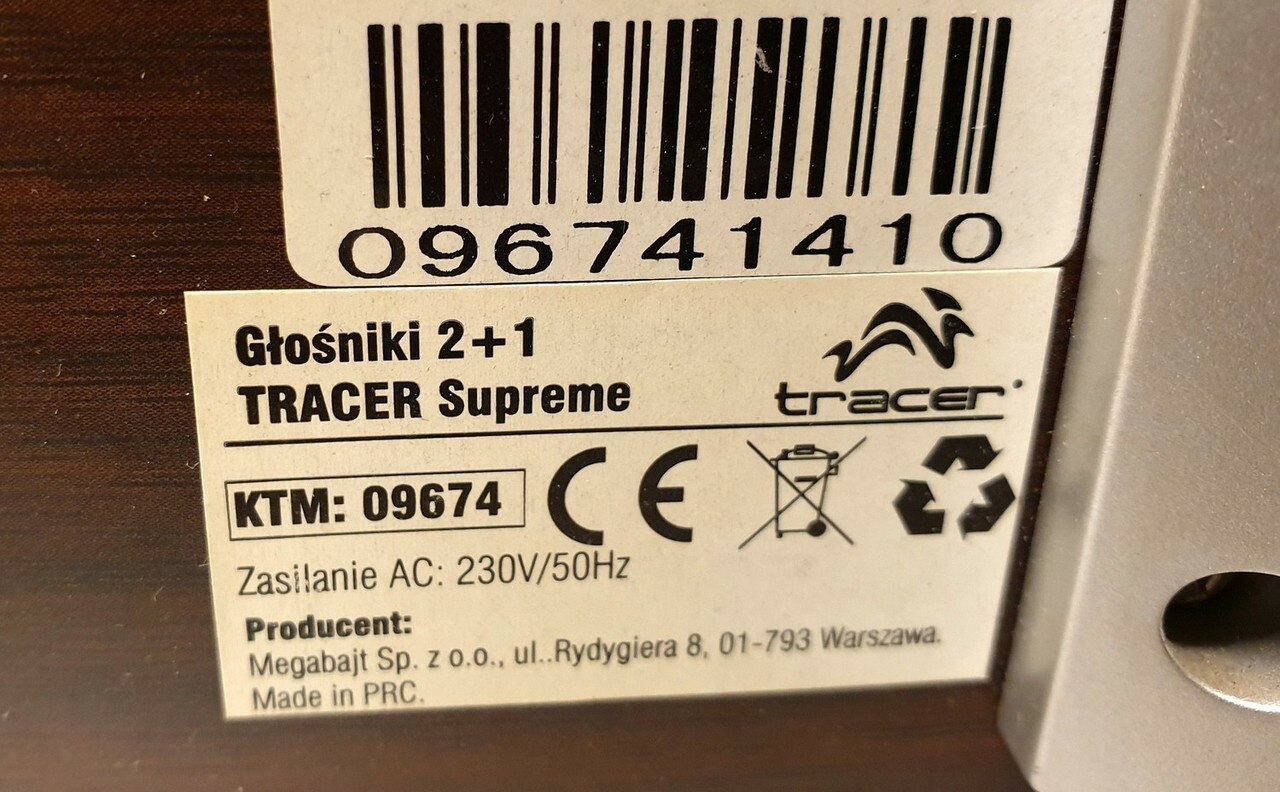 096741410
Głośniki 2+1
TRACER Supreme
tracer
KTM: 09674
CE
Zasilanie AC: 230V/50Hz
Producent:
Megabajt Sp. z o.o., ul..Rydygiera 8, 01-793 Warszawa.
Made in PRC.